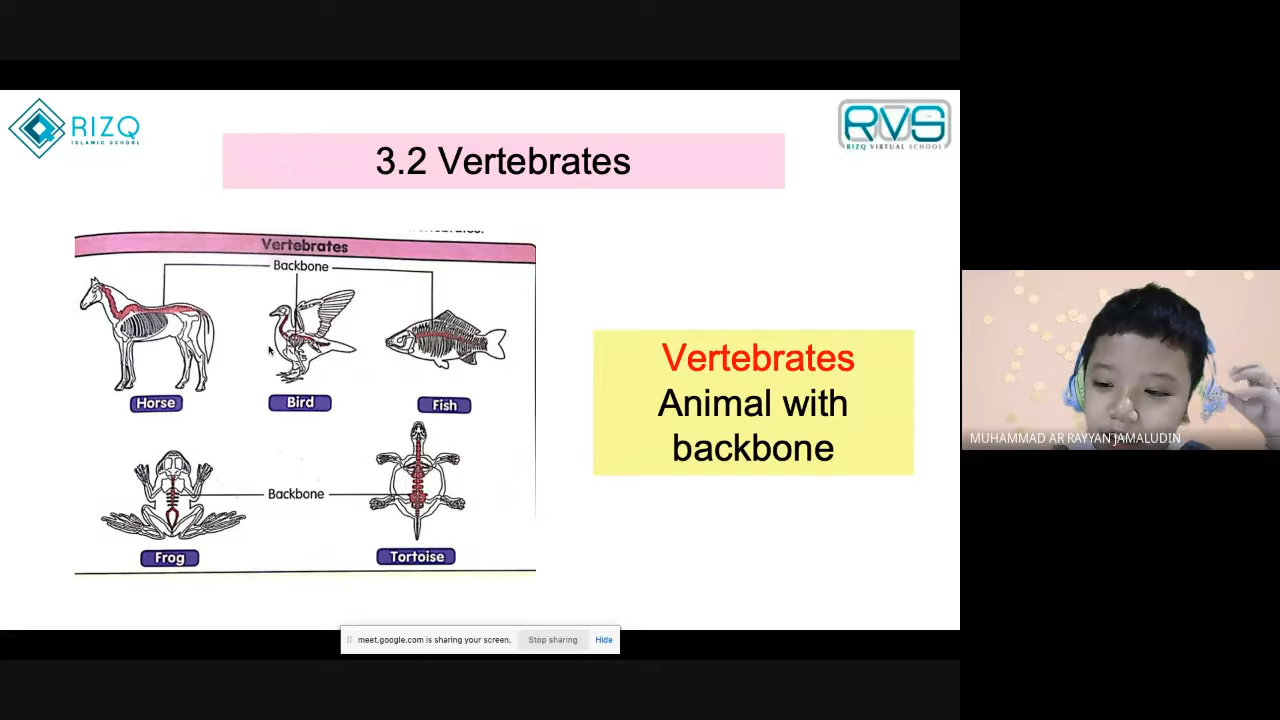 RIZQ
ISLAMIC SCHOOL
RVS
RIZQ VIRTUAL SCHOOL
3.2 Vertebrates
Vertebrates
Backbone
Horse
Bird
Fish
Backbone
Frog
Tortoise
Vertebrates
Animal with
backbone
MUHAMMAD AR RAYYAN JAMALUDIN
meet.google.com is sharing your screen.
Stop sharing
Hide